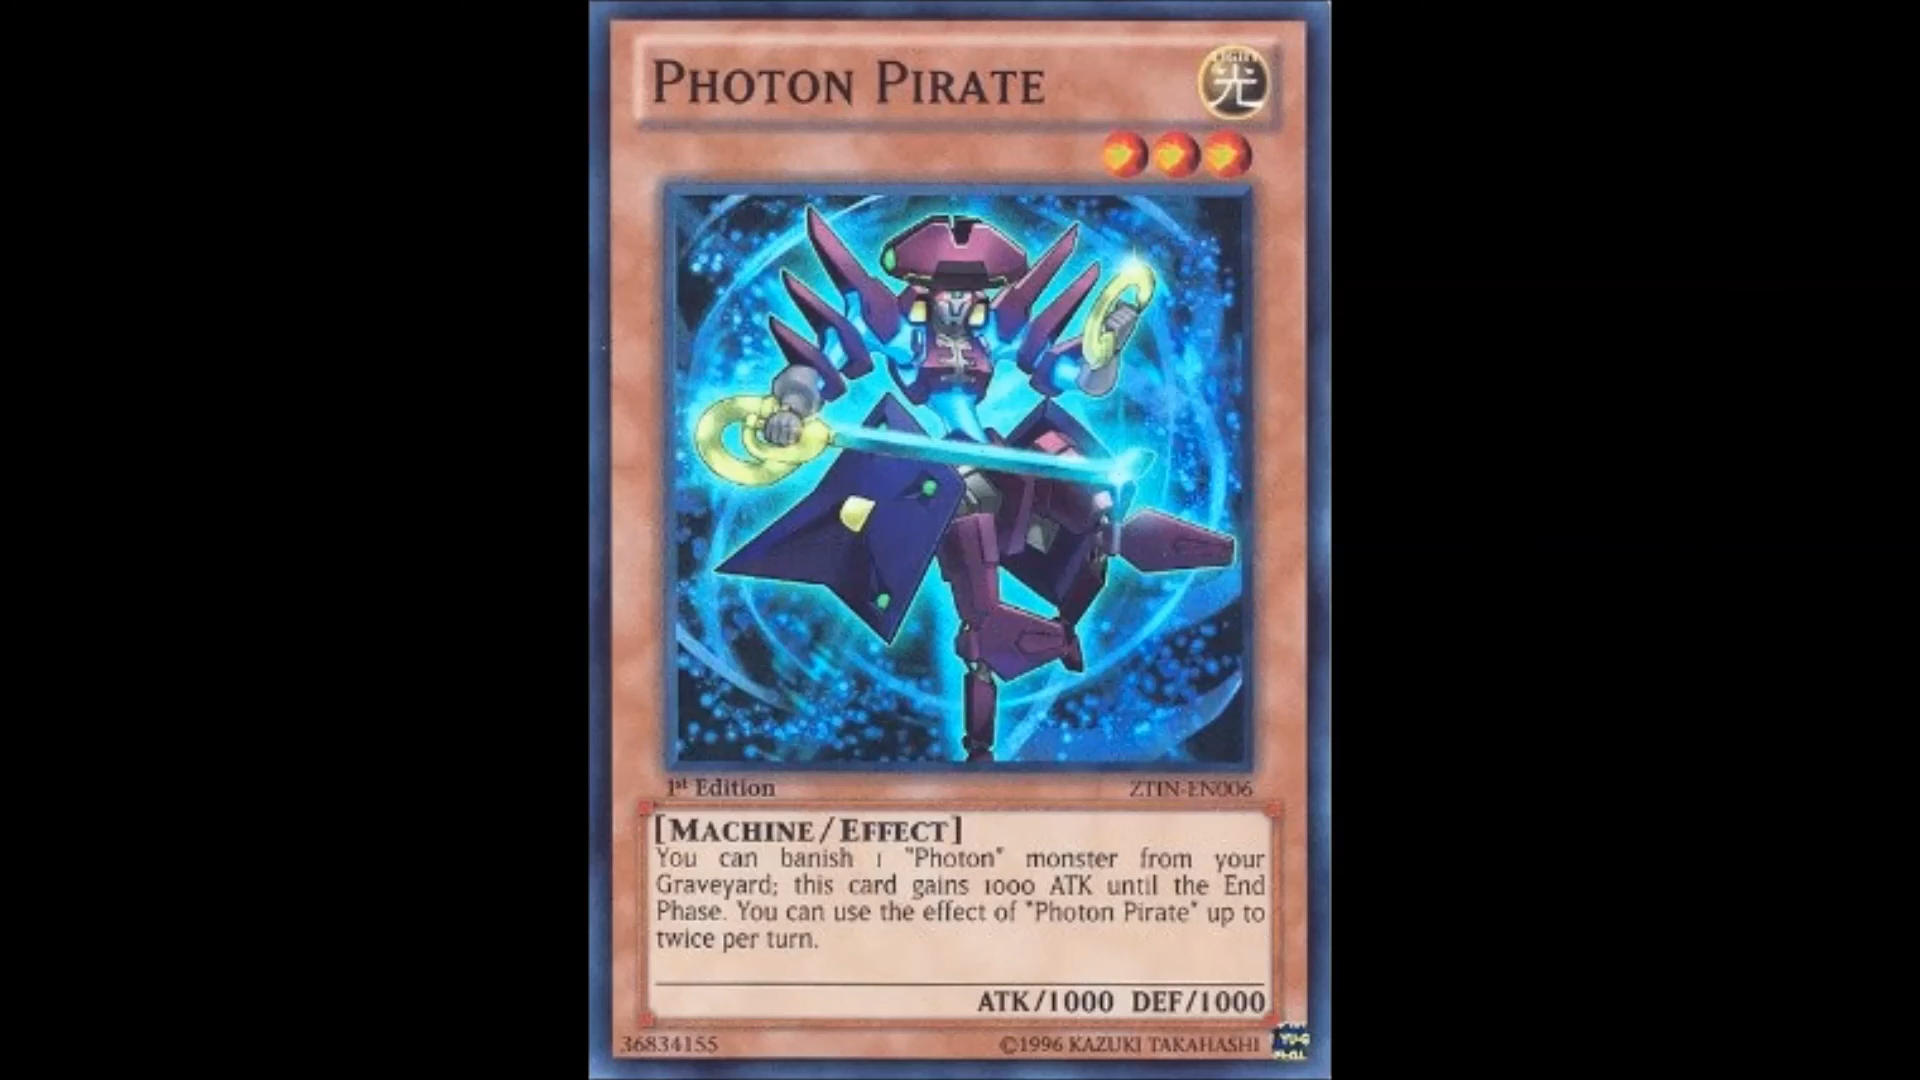 PHOTON PIRATE
LIGHT
光
1st Edition
ZTIN-EN006
[MACHINE/EFFECT]
You can banish 1 "Photon" monster from your
Graveyard; this card gains 1000 ATK until the End
Phase. You can use the effect of "Photon Pirate" up to
twice per turn.
ATK/1000 DEF/1000
36834155
©1996 KAZUKI TAKAHASHI